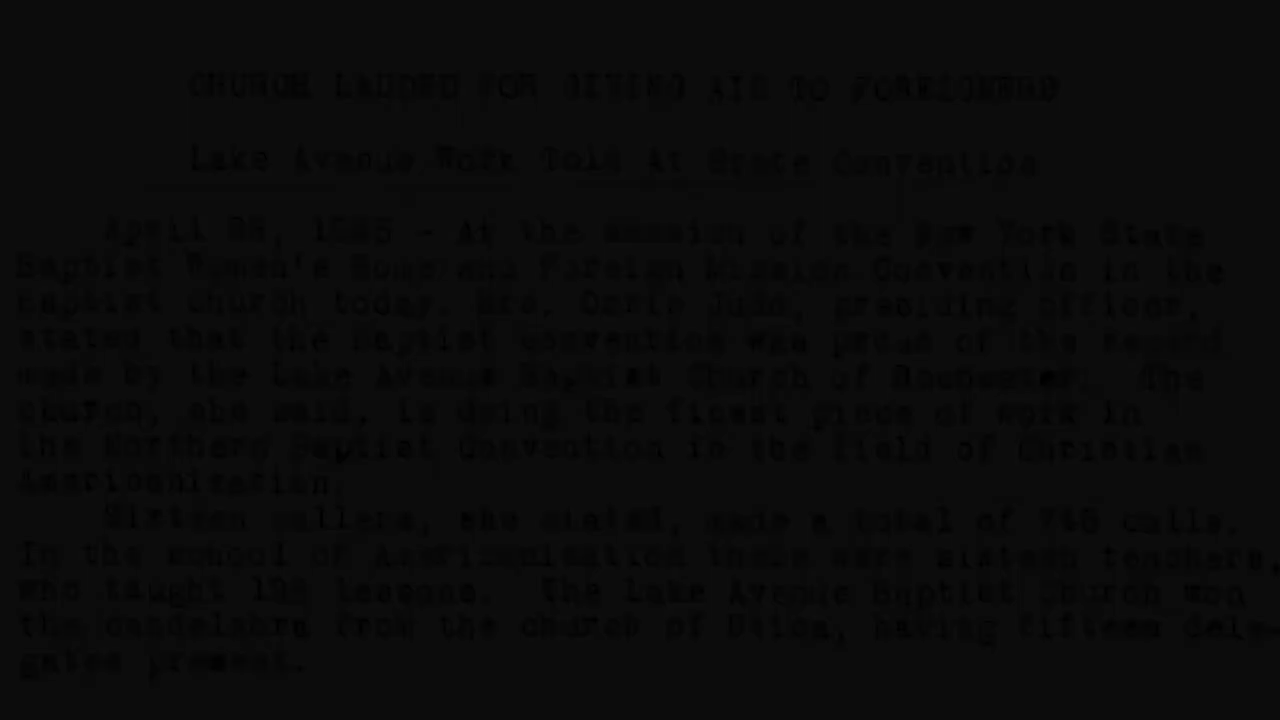 CHURCH LAUDED FOR GIVING AID TO FOREIGNERS
Lake Avenue Work Told At State Convention
April 1925 - At the session of the New York State
Baptist Women's Home and Foreign Mission Convention in the
Baptist church today, Mrs. Orrin Judd, presiding officer,
stated that the Baptist convention was proud of the record
made by the Lake Avenue Baptist Church of Rochester. The
church, she said, is doing the finest piece of work in
the Northern Baptist Convention in the field of Christian
Americanization.
Sixteen callers, she stated, made a total of calls.
In the school of Americanization there were sixteen teachers,
who taught lessons. The Lake Avenue Baptist Church won
the candelabra from the church of Utica, having fifteen dele-
gates present.